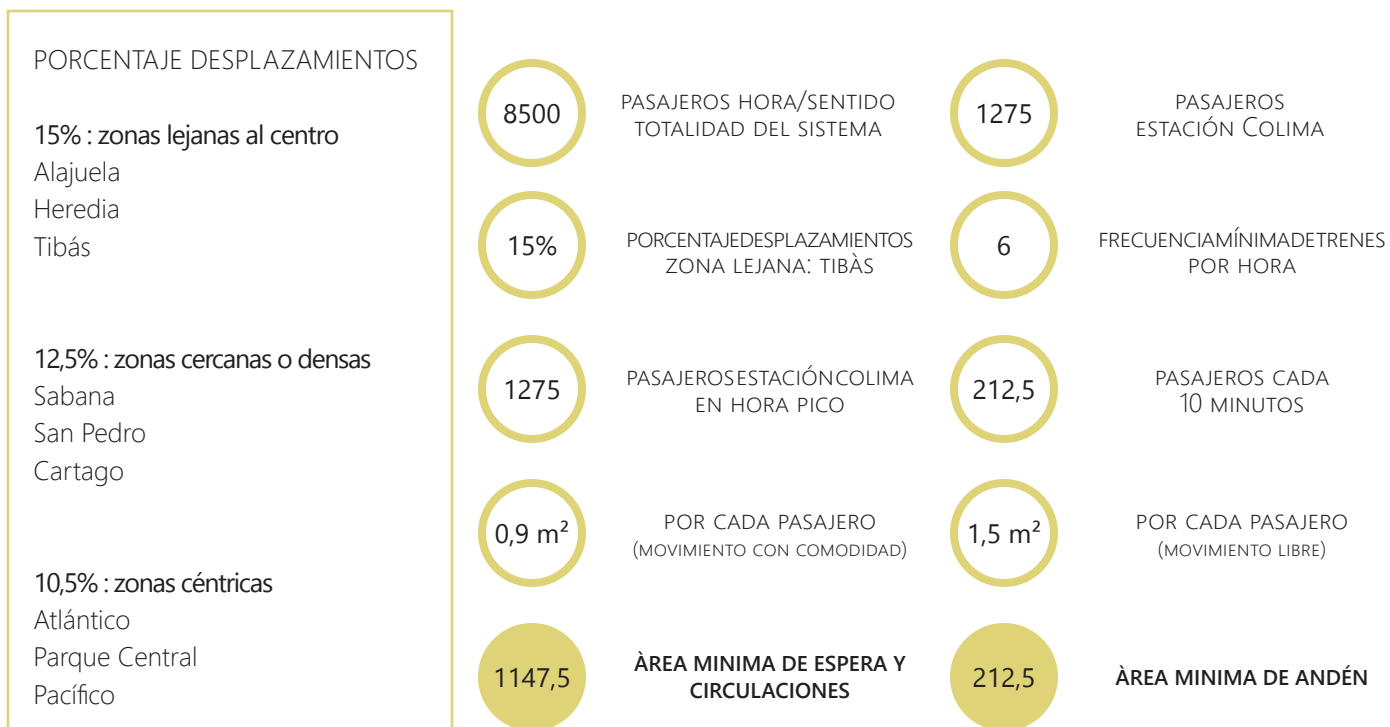 PORCENTAJE DESPLAZAMIENTOS
15% : zonas lejanas al centro
Alajuela
Heredia
Tibás
12,5% : zonas cercanas o densas
Sabana
San Pedro
Cartago
10,5% : zonas céntricas
Atlántico
Parque Central
Pacífico
8500
PASAJEROS HORA/SENTIDO
TOTALIDAD DEL SISTEMA
15%
PORCENTAJEDESPLAZAMIENTOS
ZONA LEJANA: TIBÀS
1275
PASAJEROSESTACIÓNCOLIMA
EN HORA PICO
0,9 m²
POR CADA PASAJERO
(MOVIMIENTO CON COMODIDAD)
1147,5
ÀREA MINIMA DE ESPERA Y
CIRCULACIONES
1275
PASAJEROS
ESTACIÓN COLIMA
6
FRECUENCIAMÍNIMADETRENES
POR HORA
212,5
PASAJEROS CADA
10 MINUTOS
1,5 m²
POR CADA PASAJERO
(MOVIMIENTO LIBRE)
212,5
ÀREA MINIMA DE ANDÉN